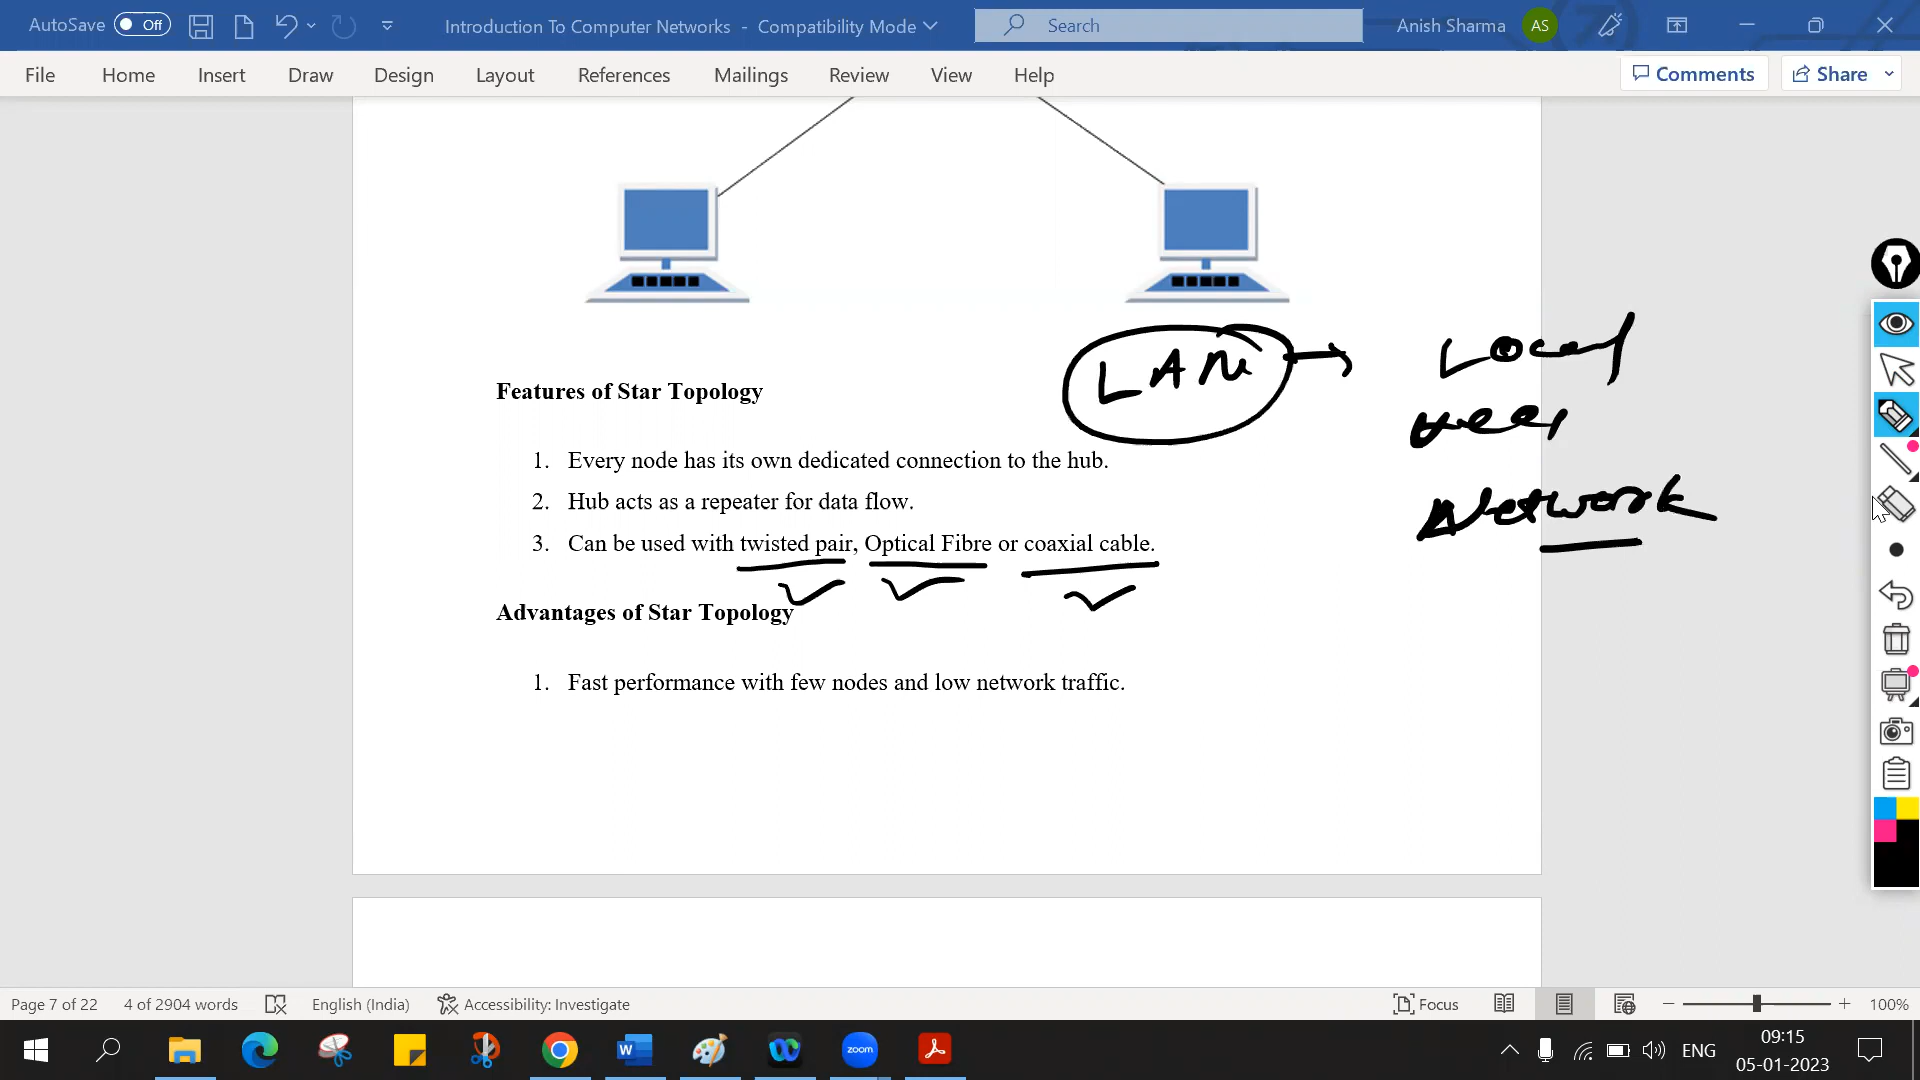 AutoSave Off Introduction To Computer Networks - Compatibility Mode Search Anish Sharma AS
File Home Insert Draw Design Layout References Mailings Review View Help Comments Share
LAN
Local
Network
Features of Star Topology
1. Every node has its own dedicated connection to the hub.
2. Hub acts as a repeater for data flow.
3. Can be used with twisted pair, Optical Fibre or coaxial cable.
Advantages of Star Topology
1. Fast performance with few nodes and low network traffic.
Page 7 of 22 4 of 2904 words English (India) Accessibility: Investigate Focus 100%
W zoom ENG
09:15
05-01-2023